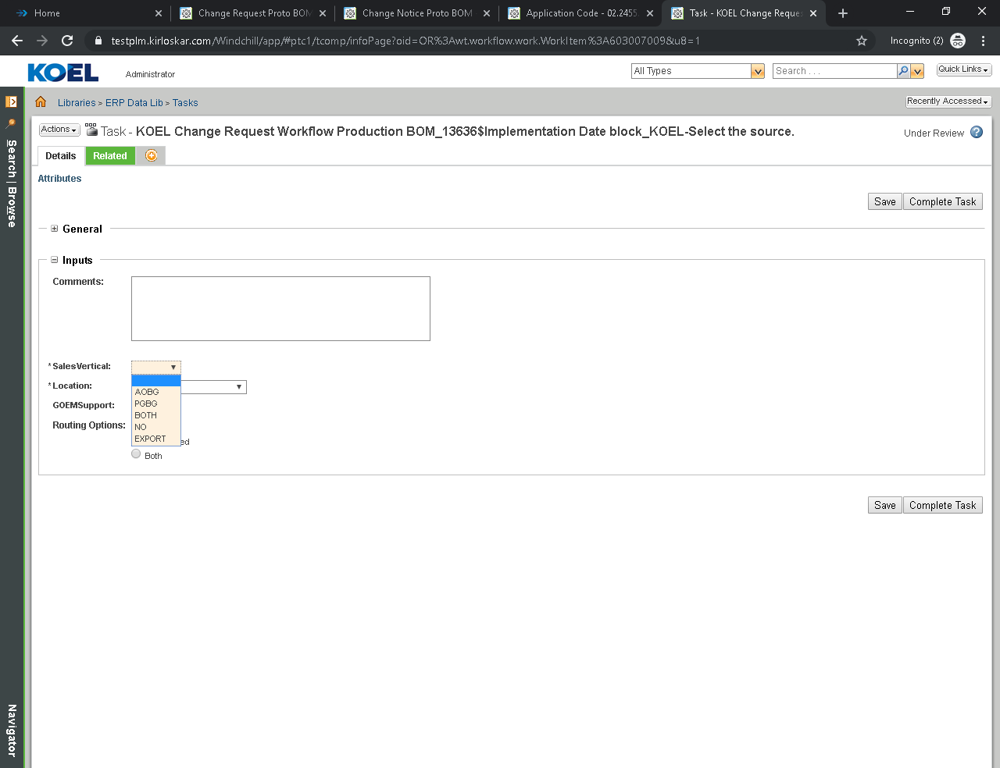 Home
Change Request Proto BOM
Change Notice Proto BOM
Application Code - 02.2455.
Task - KOEL Change Reques
testplm.kirloskar.com/Windchill/app/#ptc1/tcomp/infoPage?oid=OR%3Awt.workflow.work.WorkItem%3A603007009&u8=1
Incognito (2)
KOEL
Administrator
All Types
Search . . .
Quick Links
Libraries > ERP Data Lib > Tasks
Recently Accessed
Actions
Task - KOEL Change Request Workflow Production BOM_13636$Implementation Date block_KOEL-Select the source.
Under Review
Details
Related
Search | Browse
Attributes
Save
Complete Task
General
Inputs
Comments:
*SalesVertical:
*Location:
AOBG
GOEMSupport:
PGBG
BOTH
Routing Options:
NO
EXPORT
ed
Both
Save
Complete Task
Navigator